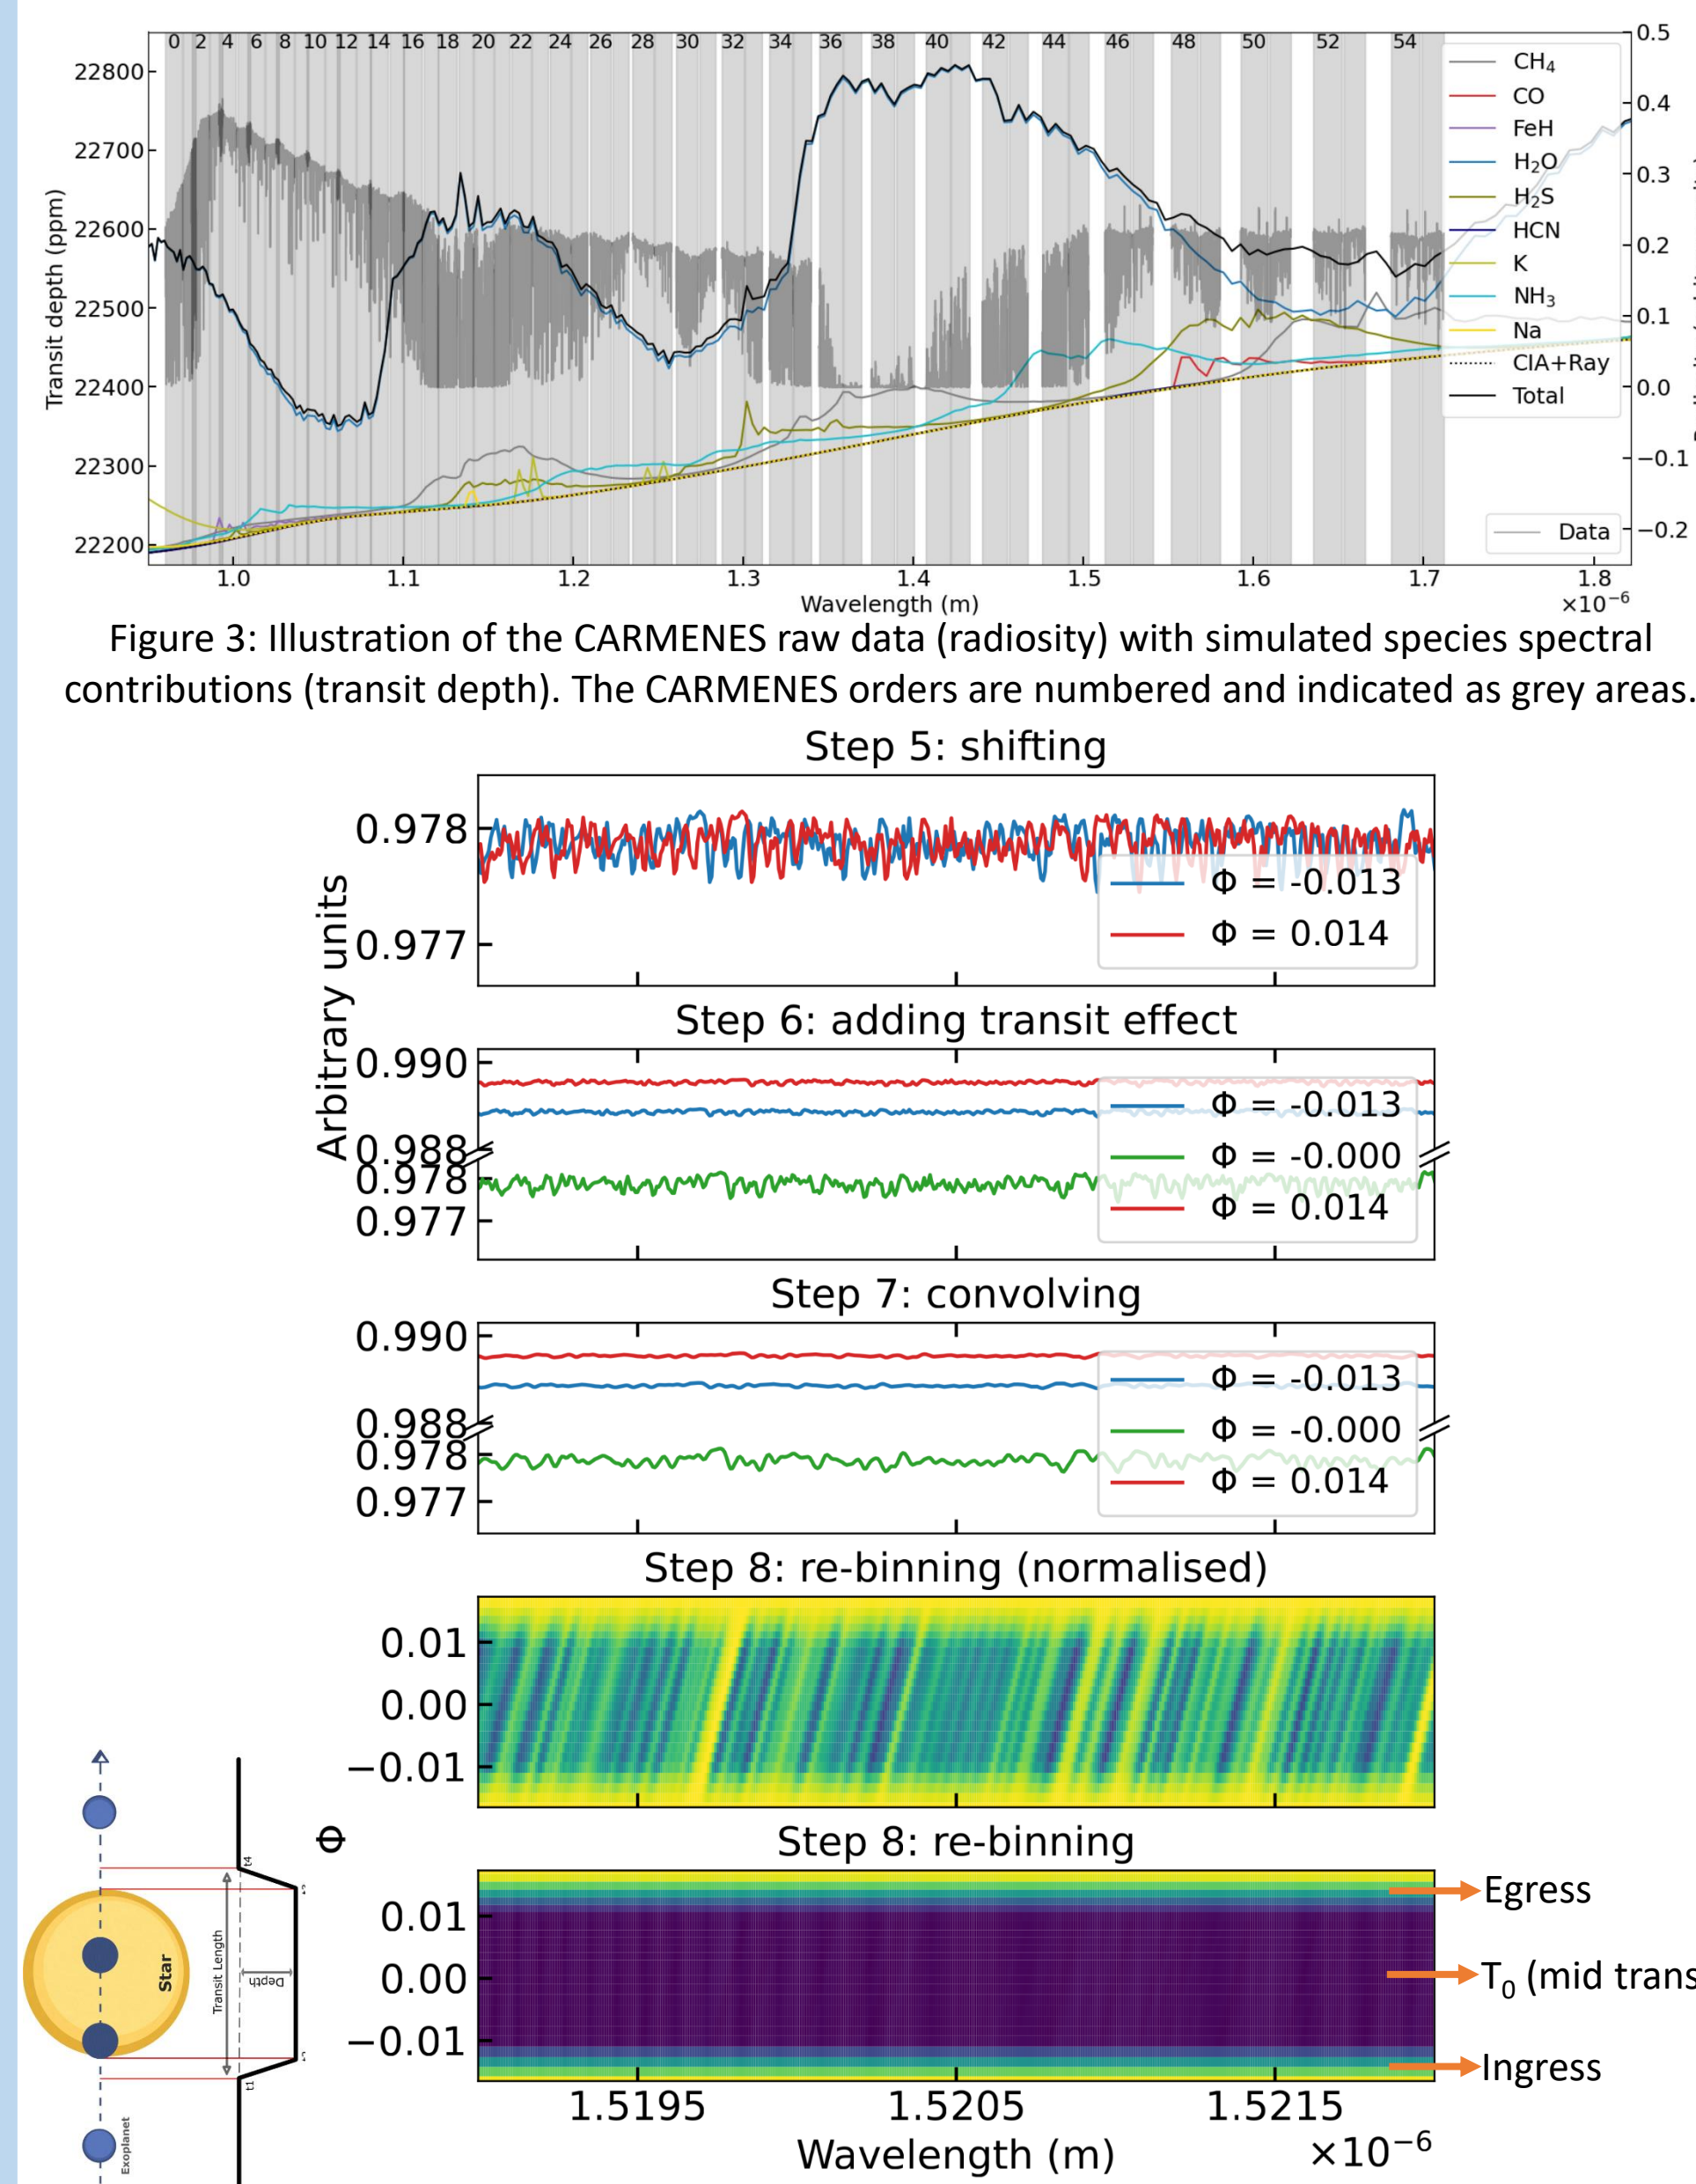 0 2 4 6 8 10 12 14 16 18 20 22 24 26 28 30 32 34 36 38 40 42 44 46 48 50 52 54
22800
22700
22600
22500
22400
22300
22200
Transit depth (ppm)
0.5
0.4
0.3
0.2
0.1
0.0
−0.1
−0.2
CH₄
CO
FeH
H₂O
H₂S
HCN
K
NH₃
Na
CIA+Ray
Total
Data
1.0 1.1 1.2 1.3 1.4 1.5 1.6 1.7 1.8
Wavelength (m) ×10⁻⁶
Figure 3: Illustration of the CARMENES raw data (radiosity) with simulated species spectral
contributions (transit depth). The CARMENES orders are numbered and indicated as grey areas.
Step 5: shifting
0.978
0.977
Φ = -0.013
Φ = 0.014
Arbitrary units
Step 6: adding transit effect
0.990
0.988
0.978
0.977
Φ = -0.013
Φ = -0.000
Φ = 0.014
Step 7: convolving
0.990
0.988
0.978
0.977
Φ = -0.013
Φ = -0.000
Φ = 0.014
Step 8: re-binning (normalised)
0.01
0.00
−0.01
Φ
Step 8: re-binning
0.01
0.00
−0.01
Egress
T₀ (mid trans
Ingress
1.5195 1.5205 1.5215
Wavelength (m) ×10⁻⁶
Star
Exoplanet
Transit Length
Depth
t4
t1